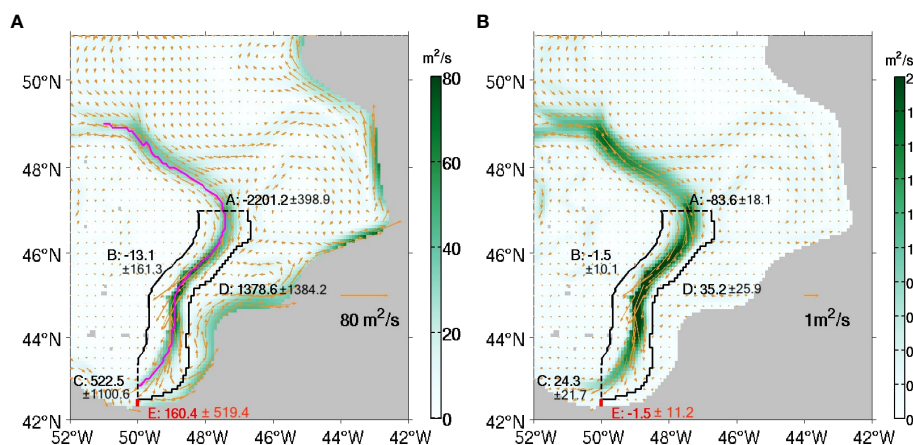 A
B
m²/s
m²/s
50°N
48°N
46°N
44°N
42°N
52°W
50°W
48°W
46°W
44°W
42°W
A: -2201.2±398.9
B: -13.1
±161.3
D: 1378.6±1384.2
C: 522.5
±1100.6
E: 160.4±519.4
80 m²/s
80
60
40
20
0
50°N
48°N
46°N
44°N
42°N
52°W
50°W
48°W
46°W
44°W
42°W
A: -83.6±18.1
B: -1.5
±10.1
D: 35.2±25.9
C: 24.3
±21.7
E: -1.5±11.2
1m²/s